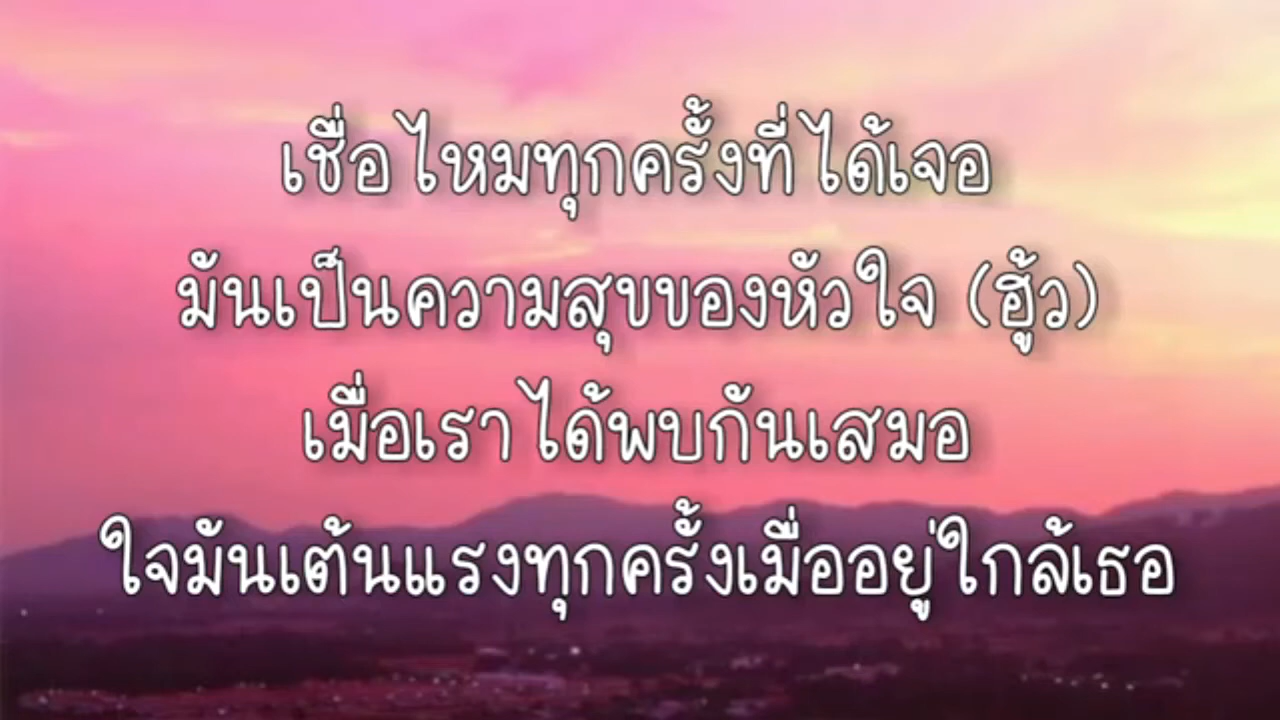 เชื่อไหมทุกครั้งที่ได้เจอ
มันเป็นความสุขของหัวใจ (ฮู้ว)
เมื่อเราได้พบกันเสมอ
ใจมันเต้นแรงทุกครั้งเมื่ออยู่ใกล้เธอ